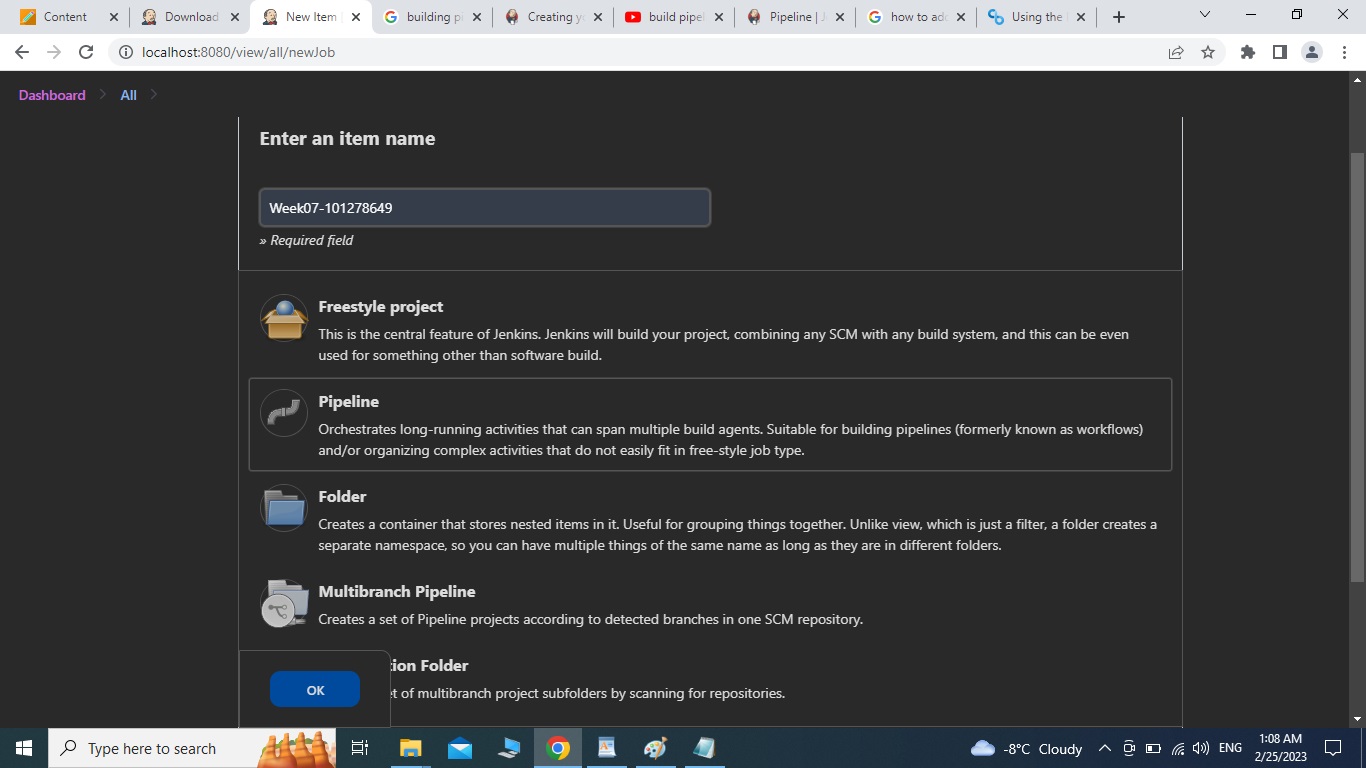 Content
Download
New Item
building p
Creating y
build pipe
Pipeline | J
how to add
Using the
localhost:8080/view/all/newJob
Dashboard
All
Enter an item name
Week07-101278649
» Required field
Freestyle project
This is the central feature of Jenkins. Jenkins will build your project, combining any SCM with any build system, and this can be even
used for something other than software build.
Pipeline
Orchestrates long-running activities that can span multiple build agents. Suitable for building pipelines (formerly known as workflows)
and/or organizing complex activities that do not easily fit in free-style job type.
Folder
Creates a container that stores nested items in it. Useful for grouping things together. Unlike view, which is just a filter, a folder creates a
separate namespace, so you can have multiple things of the same name as long as they are in different folders.
Multibranch Pipeline
Creates a set of Pipeline projects according to detected branches in one SCM repository.
tion Folder
et of multibranch project subfolders by scanning for repositories.
OK
Type here to search
-8°C Cloudy
ENG
1:08 AM
2/25/2023